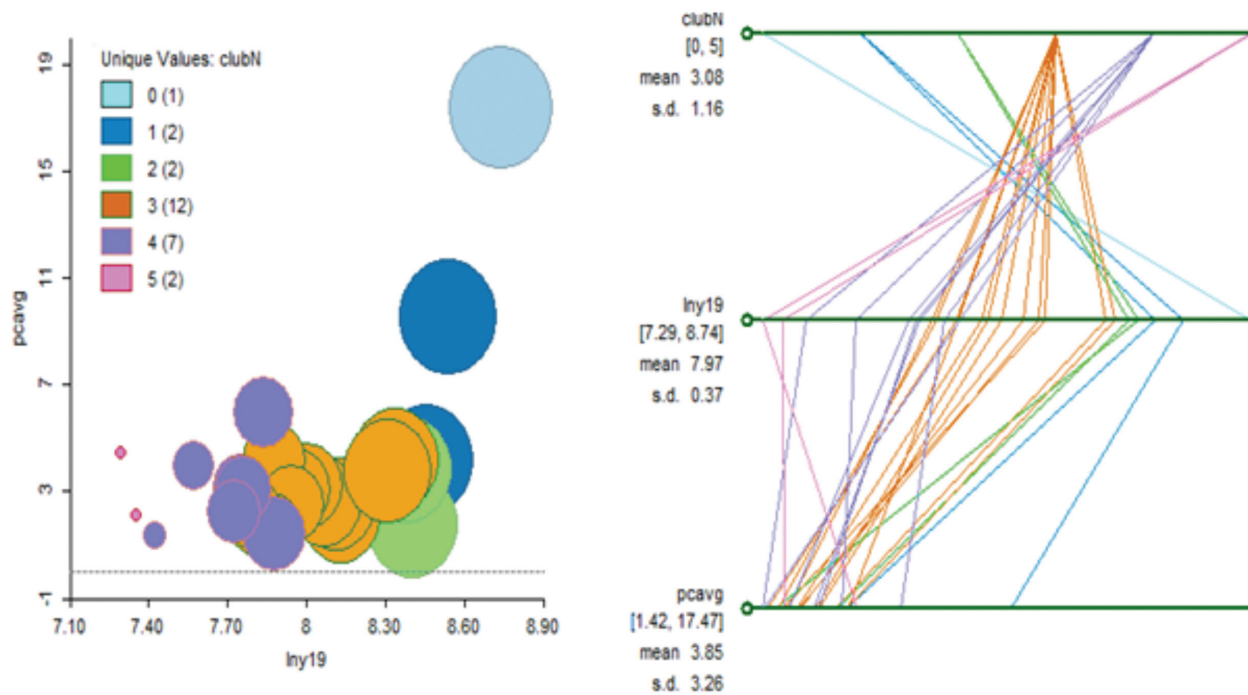 Unique Values: clubN
0 (1)
1 (2)
2 (2)
3 (12)
4 (7)
5 (2)
19
15
11
7
3
-1
pcavg
7.10 7.40 7.70 8 8.30 8.60 8.90
lny19
clubN
[0, 5]
mean 3.08
s.d. 1.16
lny19
[7.29, 8.74]
mean 7.97
s.d. 0.37
pcavg
[1.42, 17.47]
mean 3.85
s.d. 3.26